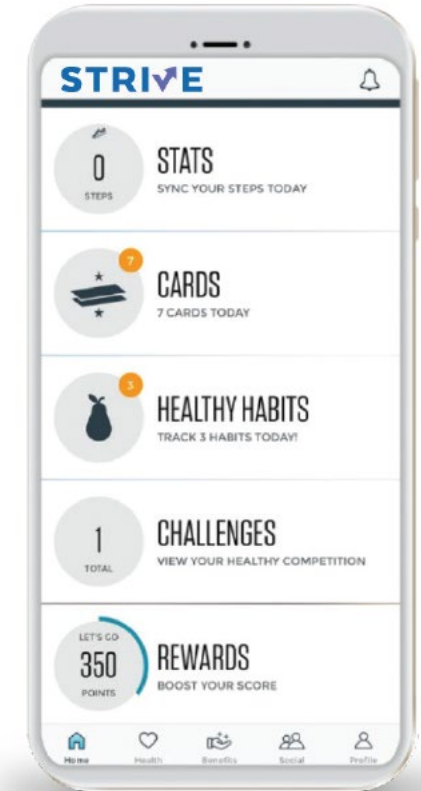 STRIVE
0
STEPS
STATS
SYNC YOUR STEPS TODAY
7
CARDS
7 CARDS TODAY
3
HEALTHY HABITS
TRACK 3 HABITS TODAY!
1
TOTAL
CHALLENGES
VIEW YOUR HEALTHY COMPETITION
LET'S GO
350
POINTS
REWARDS
BOOST YOUR SCORE
Home Health Benefits Social Profile